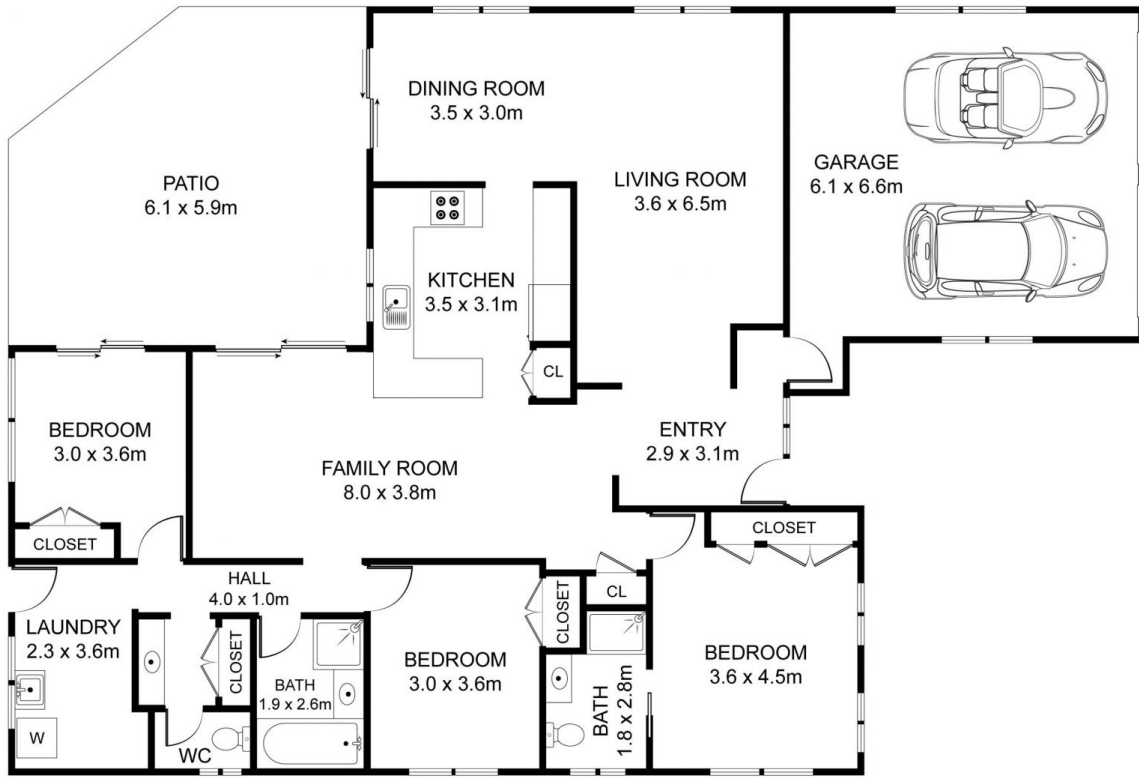 DINING ROOM
3.5 x 3.0m
GARAGE
6.1 x 6.6m
PATIO
6.1 x 5.9m
LIVING ROOM
3.6 x 6.5m
KITCHEN
3.5 x 3.1m
CL
BEDROOM
3.0 x 3.6m
ENTRY
2.9 x 3.1m
FAMILY ROOM
8.0 x 3.8m
CLOSET
CLOSET
HALL
4.0 x 1.0m
CL
LAUNDRY
2.3 x 3.6m
CLOSET
BATH
1.9 x 2.6m
BEDROOM
3.0 x 3.6m
CLOSET
BATH
1.8 x 2.8m
BEDROOM
3.6 x 4.5m
W
WC